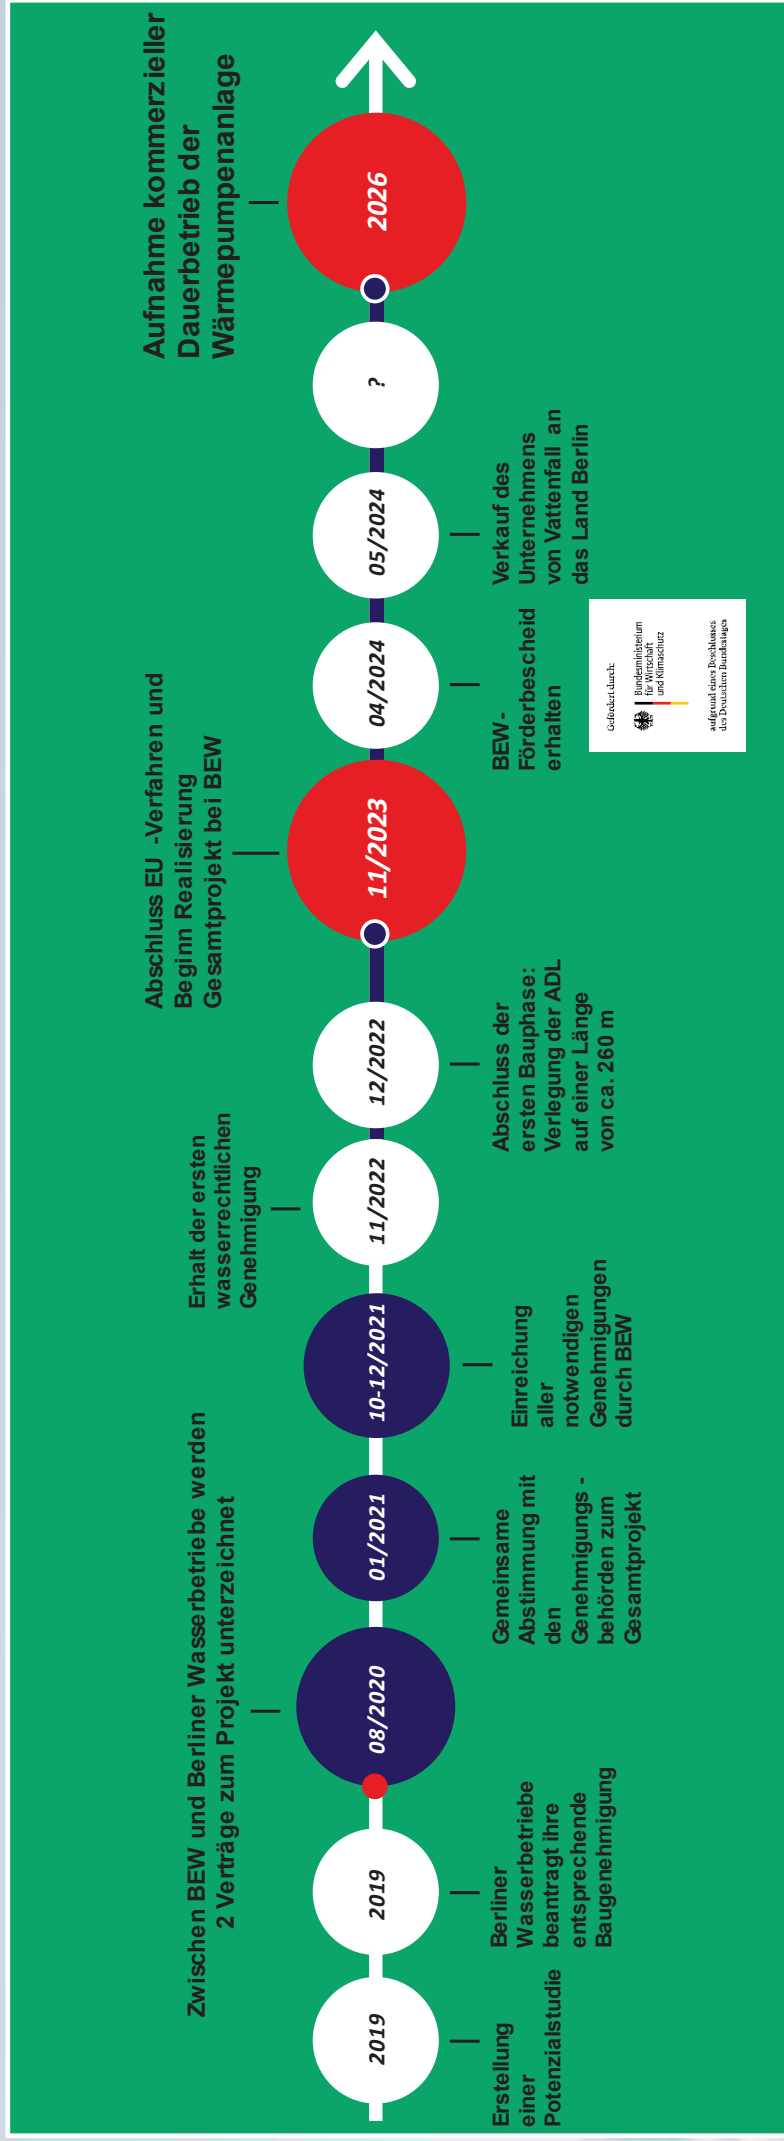 2019
Erstellung
einer
Potenzialstudie
2019
Berliner
Wasserbetriebe
beantragt ihre
entsprechende
Baugenehmigung
Zwischen BEW und Berliner Wasserbetriebe werden
2 Verträge zum Projekt unterzeichnet
08/2020
01/2021
Gemeinsame
Abstimmung mit
den
Genehmigungs -
behörden zum
Gesamtprojekt
10-12/2021
Einreichung
aller
notwendigen
Genehmigungen
durch BEW
Erhalt der ersten
wasserrechtlichen
Genehmigung
11/2022
12/2022
Abschluss der
ersten Bauphase:
Verlegung der ADL
auf einer Länge
von ca. 260 m
Abschluss EU -Verfahren und
Beginn Realisierung
Gesamtprojekt bei BEW
11/2023
04/2024
BEW-
Förderbescheid
erhalten
Gefördert durch:
Bundesministerium
für Wirtschaft
und Klimaschutz
aufgrund eines Beschlusses
des Deutschen Bundestages
05/2024
Verkauf des
Unternehmens
von Vattenfall an
das Land Berlin
?
Aufnahme kommerzieller
Dauerbetrieb der
Wärmepumpenanlage
2026